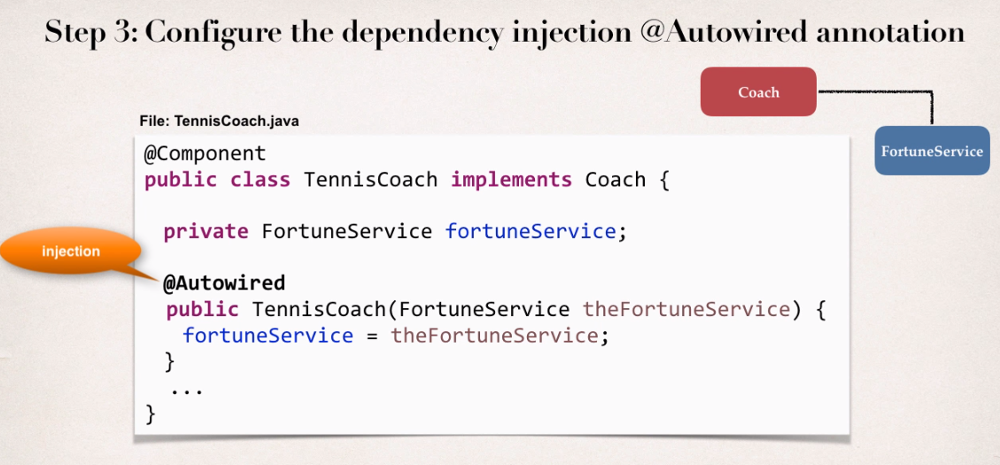 Step 3: Configure the dependency injection @Autowired annotation
Coach
FortuneService
File: TennisCoach.java
@Component
public class TennisCoach implements Coach {
private FortuneService fortuneService;
injection
@Autowired
public TennisCoach(FortuneService theFortuneService) {
fortuneService = theFortuneService;
}
...
}